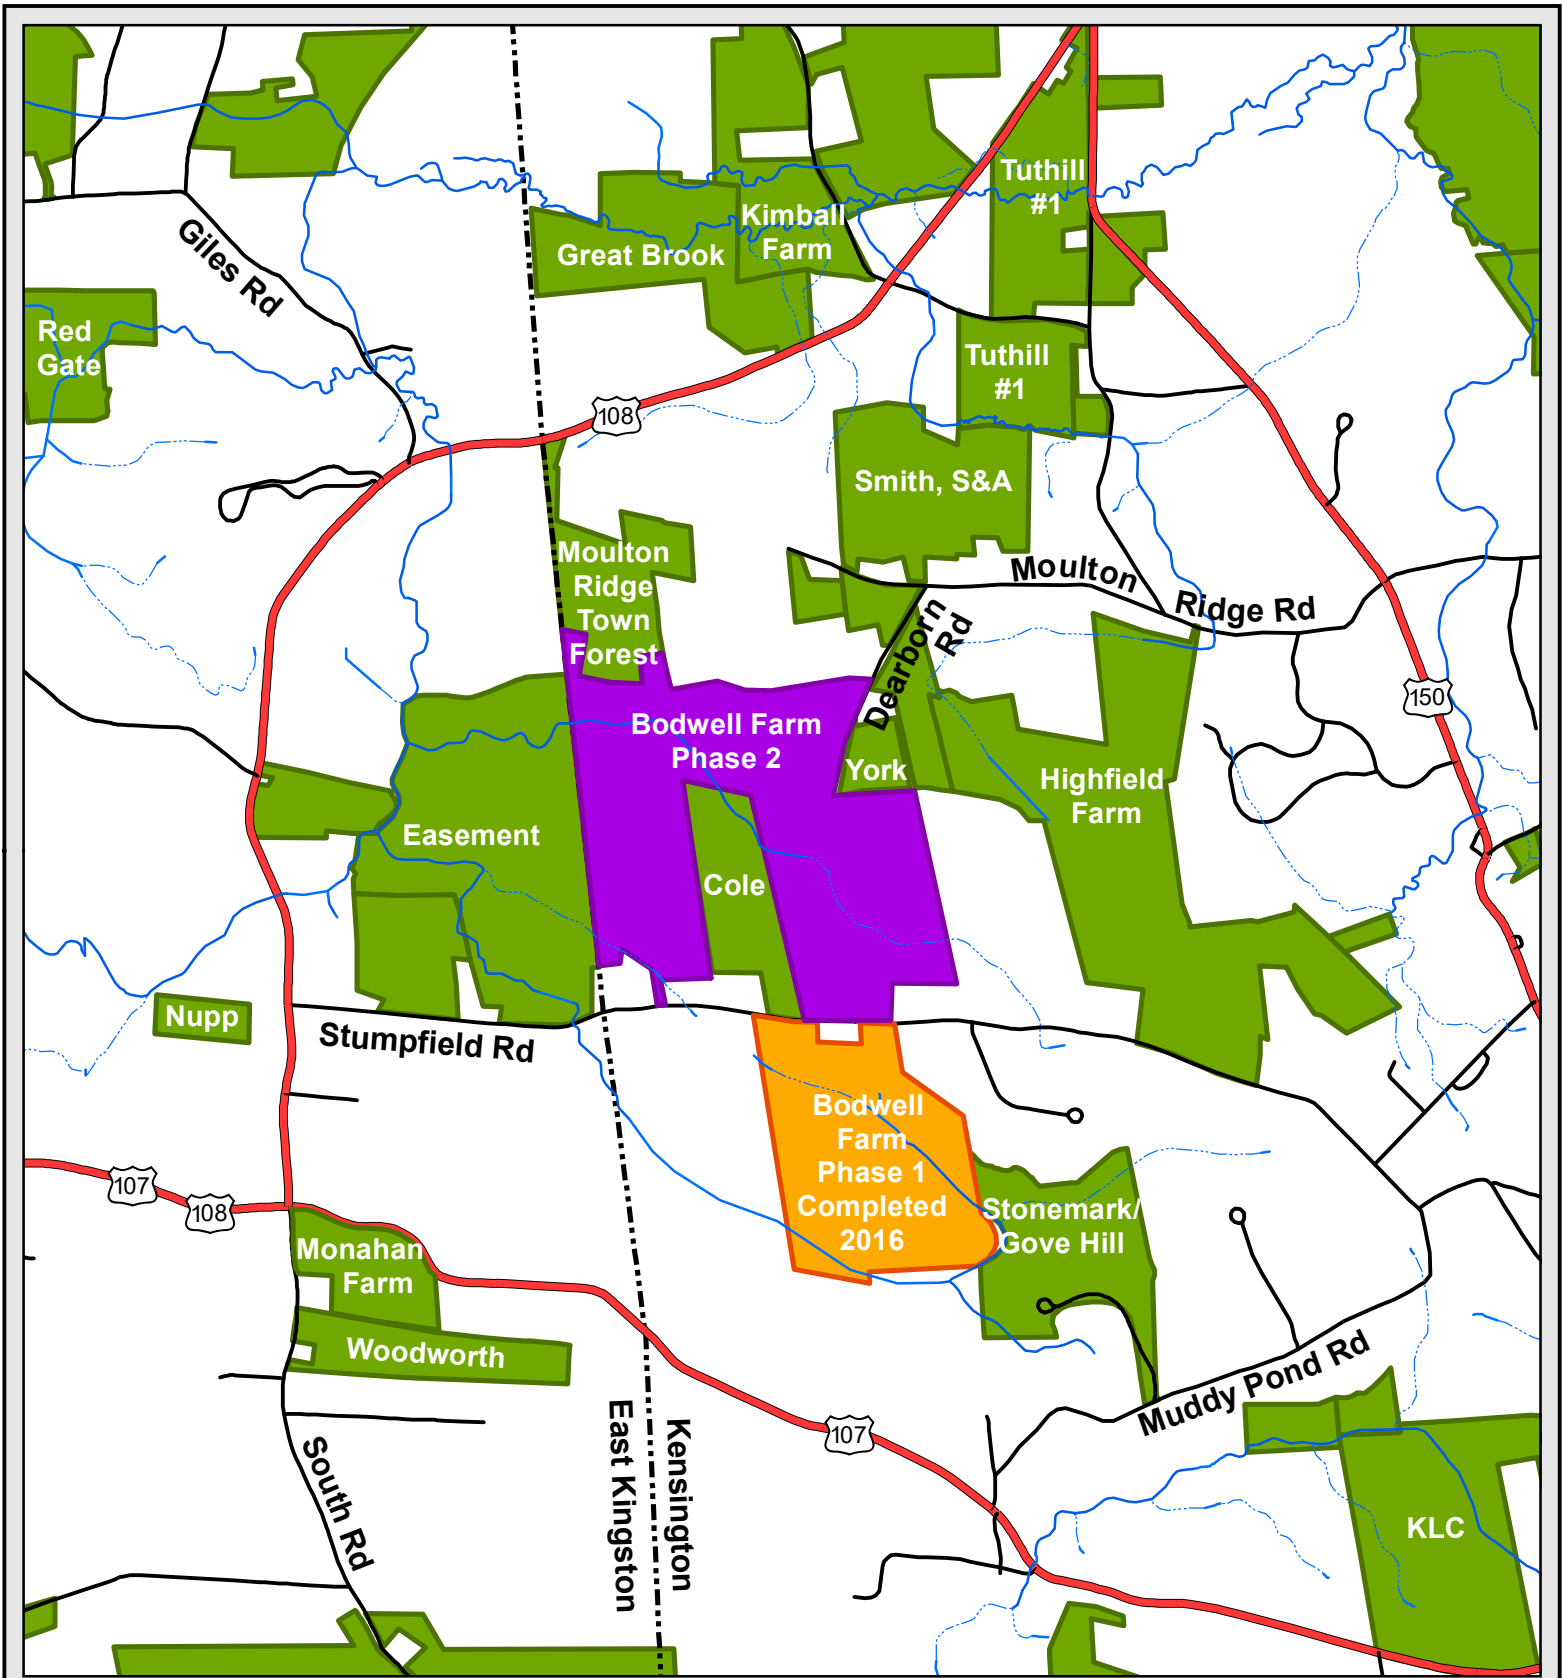 Tuthill
#1
Kimball
Farm
Great Brook
Giles Rd
Red
Gate
Tuthill
#1
108
Smith, S&A
Moulton
Ridge
Town
Forest
Moulton
Ridge Rd
Dearborn
Rd
150
Bodwell Farm
Phase 2
York
Highfield
Farm
Easement
Cole
Nupp
Stumpfield Rd
Bodwell
Farm
Phase 1
Completed
2016
107
108
Stonemark/
Gove Hill
Monahan
Farm
Woodworth
Muddy Pond Rd
107
East Kingston
Kensington
South Rd
KLC